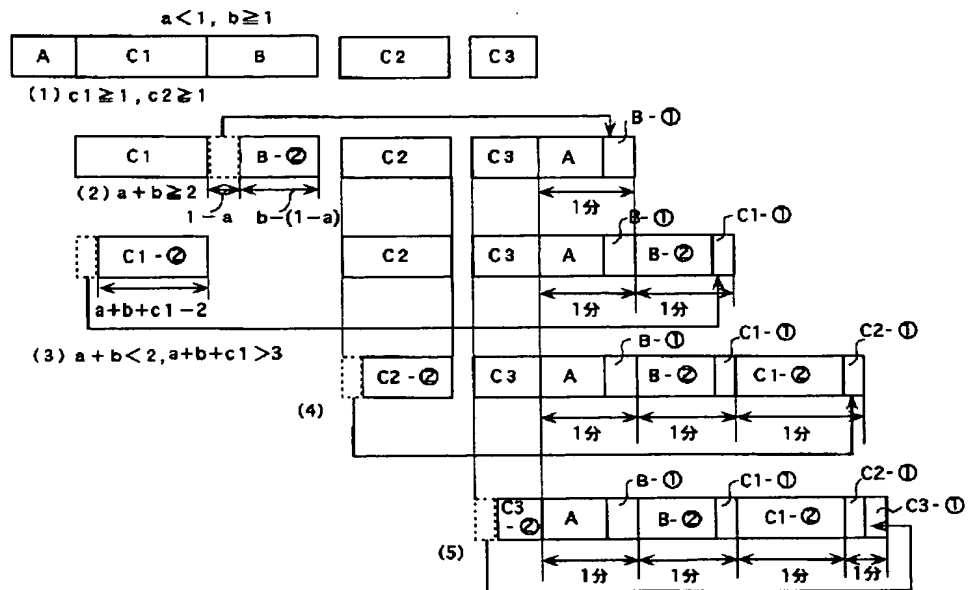 a<1, b≧1
A C1 B C2 C3
(1) c1≧1, c2≧1
B-①
C1 B-② C2 C3 A
(2) a+b≧2
1-a b-(1-a) 1分
B-① C1-①
C1-② C2 C3 A B-②
a+b+c1-2 1分 1分
(3) a+b<2, a+b+c1>3
B-① C1-① C2-①
C2-② C3 A B-② C1-②
(4)
1分 1分 1分
B-① C1-① C2-①
C3-①
C3
-② A B-② C1-②
(5)
1分 1分 1分 1分